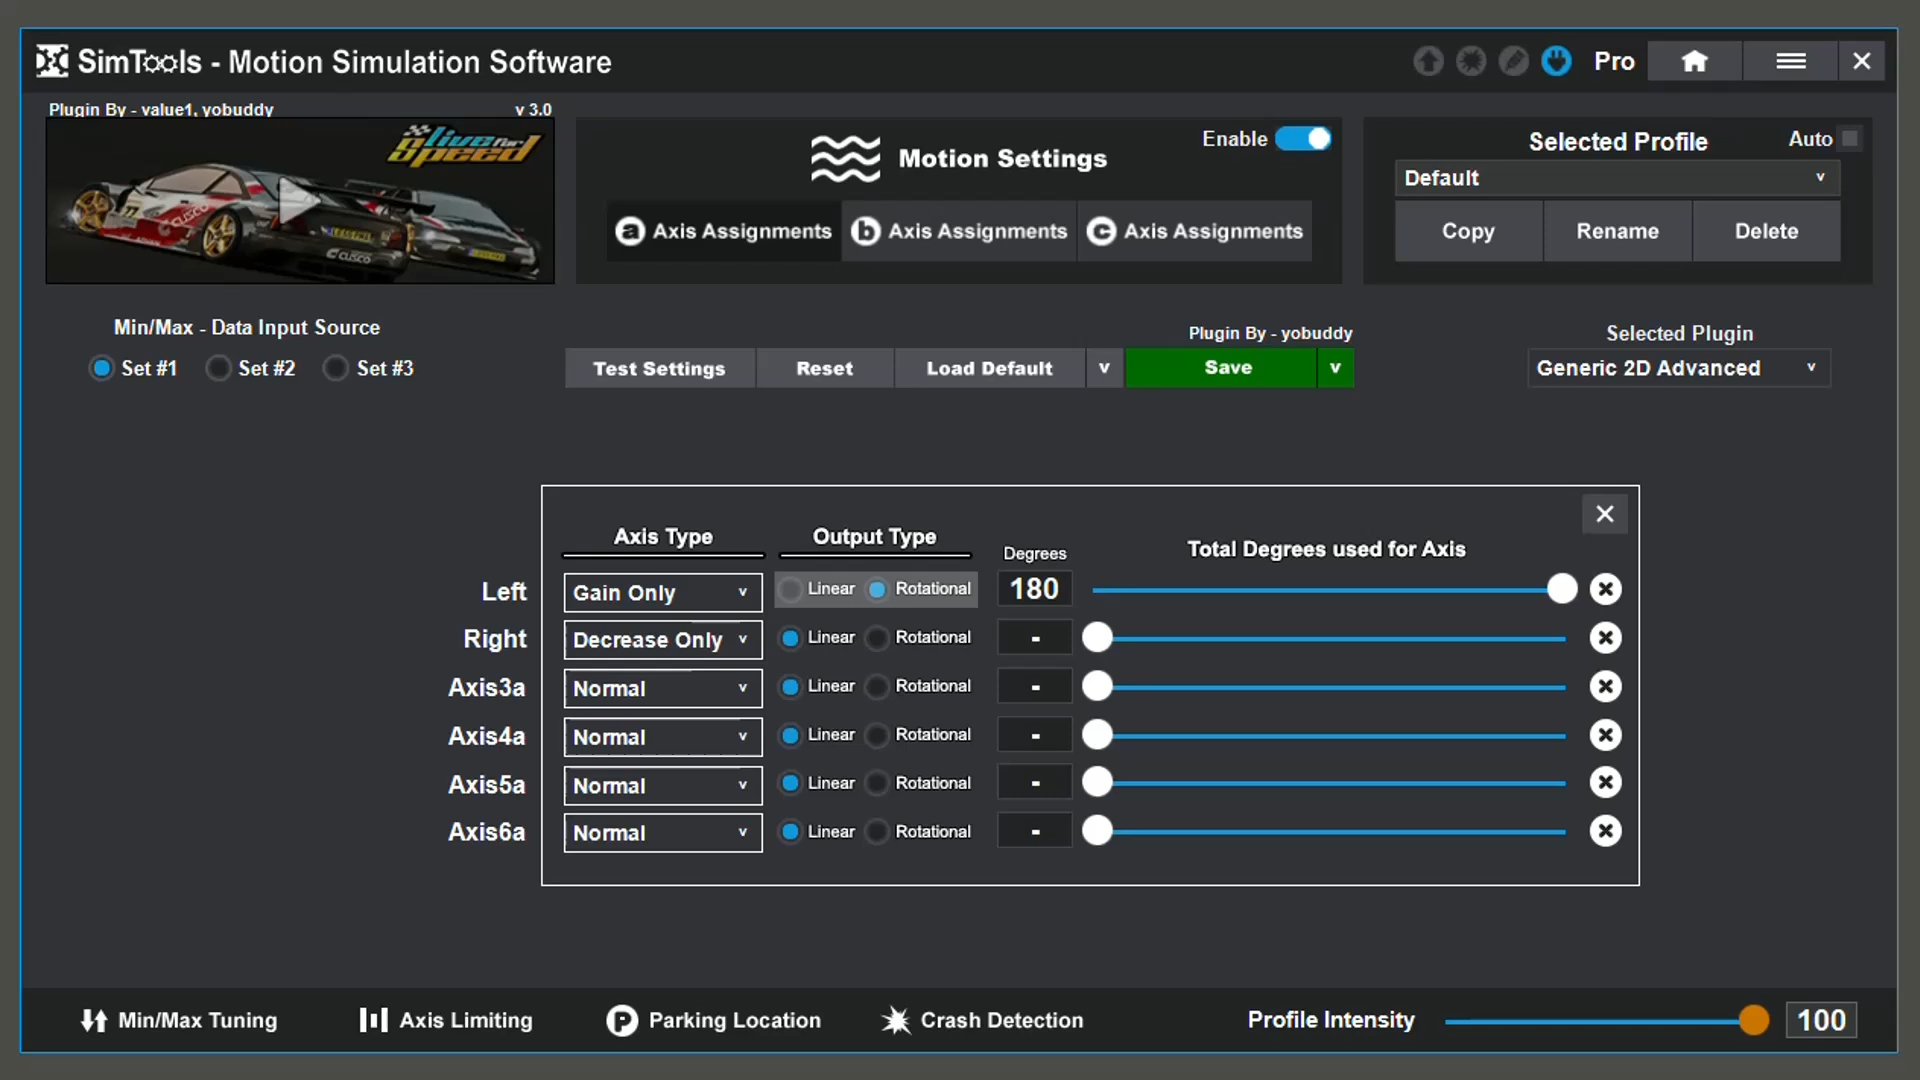 SimTools - Motion Simulation Software
Pro
Plugin By - value1, yobuddy
v 3.0
live for speed
CUSCO
CUSCO
Motion Settings
Enable
a Axis Assignments
b Axis Assignments
c Axis Assignments
Selected Profile
Auto
Default
v
Copy
Rename
Delete
Min/Max - Data Input Source
Set #1
Set #2
Set #3
Test Settings
Reset
Load Default
v
Plugin By - yobuddy
Save
v
Selected Plugin
Generic 2D Advanced
v
Axis Type
Output Type
Degrees
Total Degrees used for Axis
Left
Gain Only
v
Linear
Rotational
180
Right
Decrease Only
v
Linear
Rotational
-
Axis3a
Normal
v
Linear
Rotational
-
Axis4a
Normal
v
Linear
Rotational
-
Axis5a
Normal
v
Linear
Rotational
-
Axis6a
Normal
v
Linear
Rotational
-
Min/Max Tuning
Axis Limiting
P Parking Location
Crash Detection
Profile Intensity
100